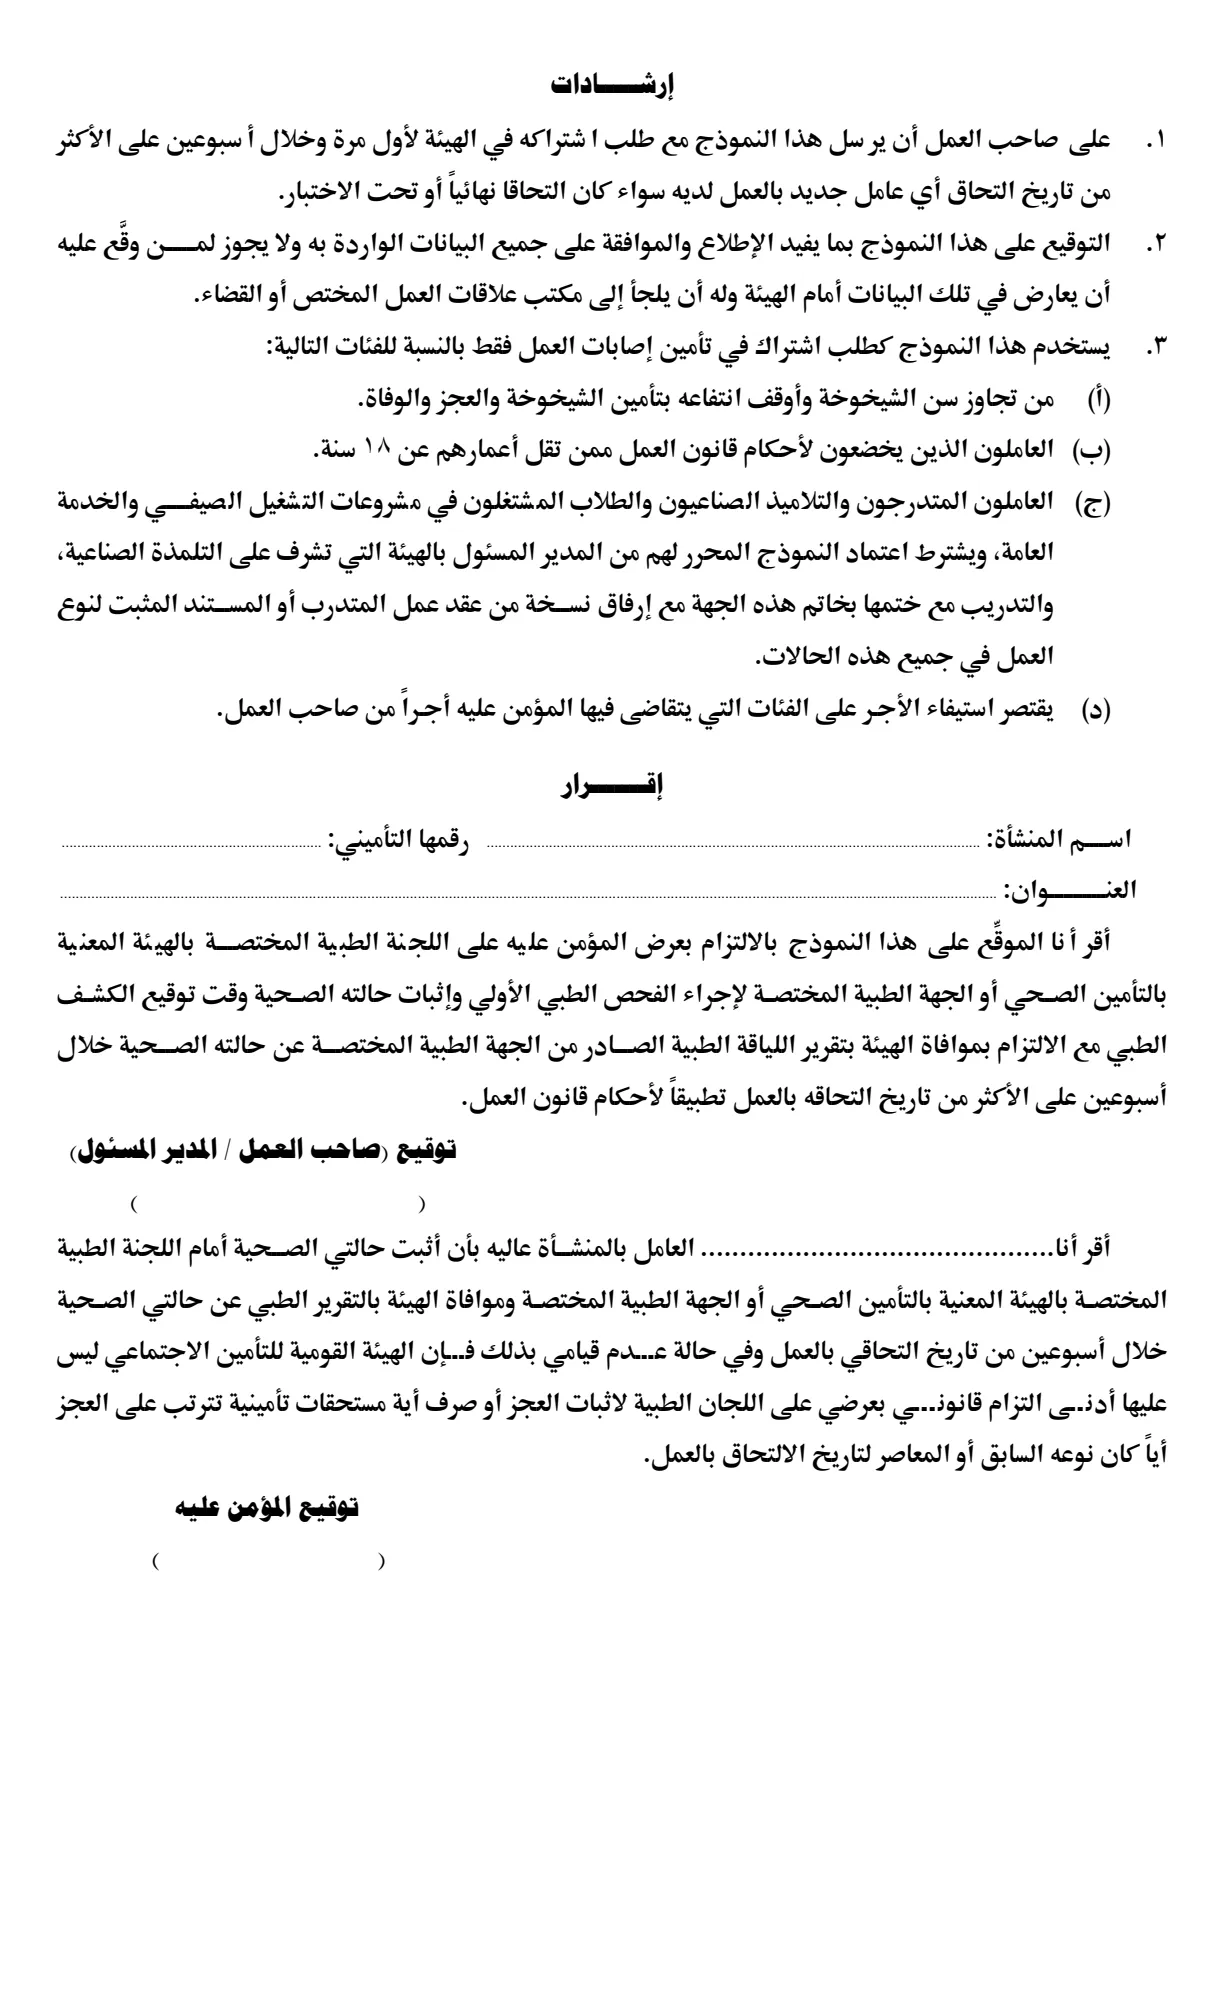 إرشـــــادات
١. على صاحب العمل أن يرسل هذا النموذج مع طلب اشتراكه في الهيئة لأول مرة وخلال أسبوعين على الأكثر
من تاريخ التحاق أي عامل جديد بالعمل لديه سواء كان التحاقا نهائياً أو تحت الاختبار.
٢. التوقيع على هذا النموذج بما يفيد الإطلاع والموافقة على جميع البيانات الواردة به ولا يجوز لمـــن وقَّع عليه
أن يعارض في تلك البيانات أمام الهيئة وله أن يلجأ إلى مكتب علاقات العمل المختص أو القضاء.
٣. يستخدم هذا النموذج كطلب اشتراك في تأمين إصابات العمل فقط بالنسبة للفئات التالية:
(أ) من تجاوز سن الشيخوخة وأوقف انتفاعه بتأمين الشيخوخة والعجز والوفاة.
(ب) العاملون الذين يخضعون لأحكام قانون العمل ممن تقل أعمارهم عن ١٨ سنة.
(ج) العاملون المتدرجون والتلاميذ الصناعيون والطلاب المشتغلون في مشروعات التشغيل الصيفـــي والخدمة
العامة، ويشترط اعتماد النموذج المحرر لهم من المدير المسئول بالهيئة التي تشرف على التلمذة الصناعية،
والتدريب مع ختمها بخاتم هذه الجهة مع إرفاق نسـخة من عقد عمل المتدرب أو المسـتند المثبت لنوع
العمل في جميع هذه الحالات.
(د) يقتصر استيفاء الأجـر على الفئات التي يتقاضى فيها المؤمن عليه أجـراً من صاحب العمل.
إقـــــــرار
اســـم المنشأة: .......................... رقمها التأميني: ..........................
العنـــــــوان: ..........................
أقر أنا الموقِّع على هذا النموذج بالالتزام بعرض المؤمن عليه على اللجنة الطبية المختصـــة بالهيئة المعنية
بالتأمين الصـحي أو الجهة الطبية المختصـة لإجراء الفحص الطبي الأولي وإثبات حالته الصـحية وقت توقيع الكشـف
الطبي مع الالتزام بموافاة الهيئة بتقرير اللياقة الطبية الصـــادر من الجهة الطبية المختصـــة عن حالته الصـــحية خلال
أسبوعين على الأكثر من تاريخ التحاقه بالعمل تطبيقاً لأحكام قانون العمل.
توقيع (صاحب العمل / المدير المسئول)
( )
أقر أنا............................................ العامل بالمنشـأة عاليه بأن أثبت حالتي الصـحية أمام اللجنة الطبية
المختصـة بالهيئة المعنية بالتأمين الصـحي أو الجهة الطبية المختصـة وموافاة الهيئة بالتقرير الطبي عن حالتي الصـحية
خلال أسبوعين من تاريخ التحاقي بالعمل وفي حالة عـــدم قيامي بذلك فـــإن الهيئة القومية للتأمين الاجتماعي ليس
عليها أدنـــى التزام قانونـــي بعرضي على اللجان الطبية لاثبات العجز أو صرف أية مستحقات تأمينية تترتب على العجز
أياً كان نوعه السابق أو المعاصر لتاريخ الالتحاق بالعمل.
توقيع المؤمن عليه
( )